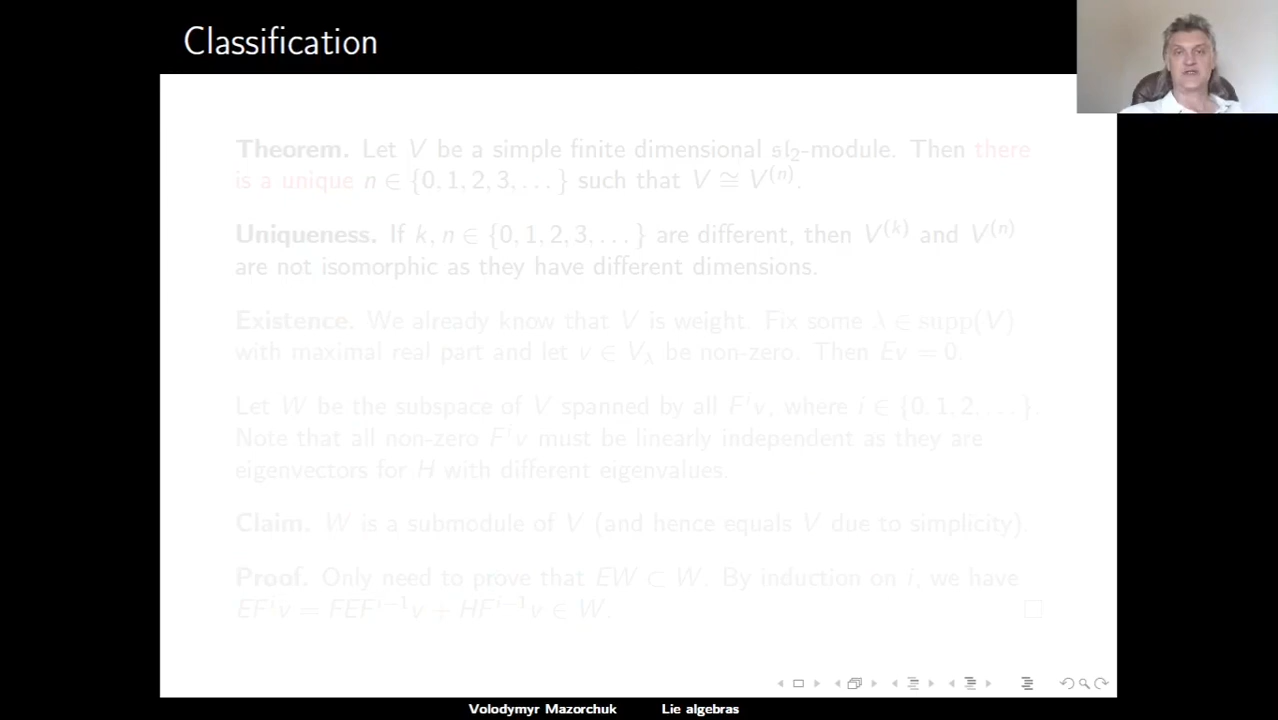 Classification
Theorem. Let V be a simple finite dimensional 𝔰𝔩₂-module. Then there
is a unique n ∈ {0, 1, 2, 3, . . . } such that V ≅ V⁽ⁿ⁾.
Uniqueness. If k, n ∈ {0, 1, 2, 3, . . . } are different, then V⁽ᵏ⁾ and V⁽ⁿ⁾
are not isomorphic as they have different dimensions.
Existence. We already know that V is weight. Fix some λ ∈ supp(V)
with maximal real part and let v ∈ V_λ be non-zero. Then Ev = 0.
Let W be the subspace of V spanned by all Fⁱv, where i ∈ {0, 1, 2, . . . }.
Note that all non-zero Fⁱv must be linearly independent as they are
eigenvectors for H with different eigenvalues.
Claim. W is a submodule of V (and hence equals V due to simplicity).
Proof. Only need to prove that EW ⊂ W. By induction on i, we have
EFⁱv = FEFⁱ⁻¹v + HFⁱ⁻¹v ∈ W. □
Volodymyr Mazorchuk Lie algebras